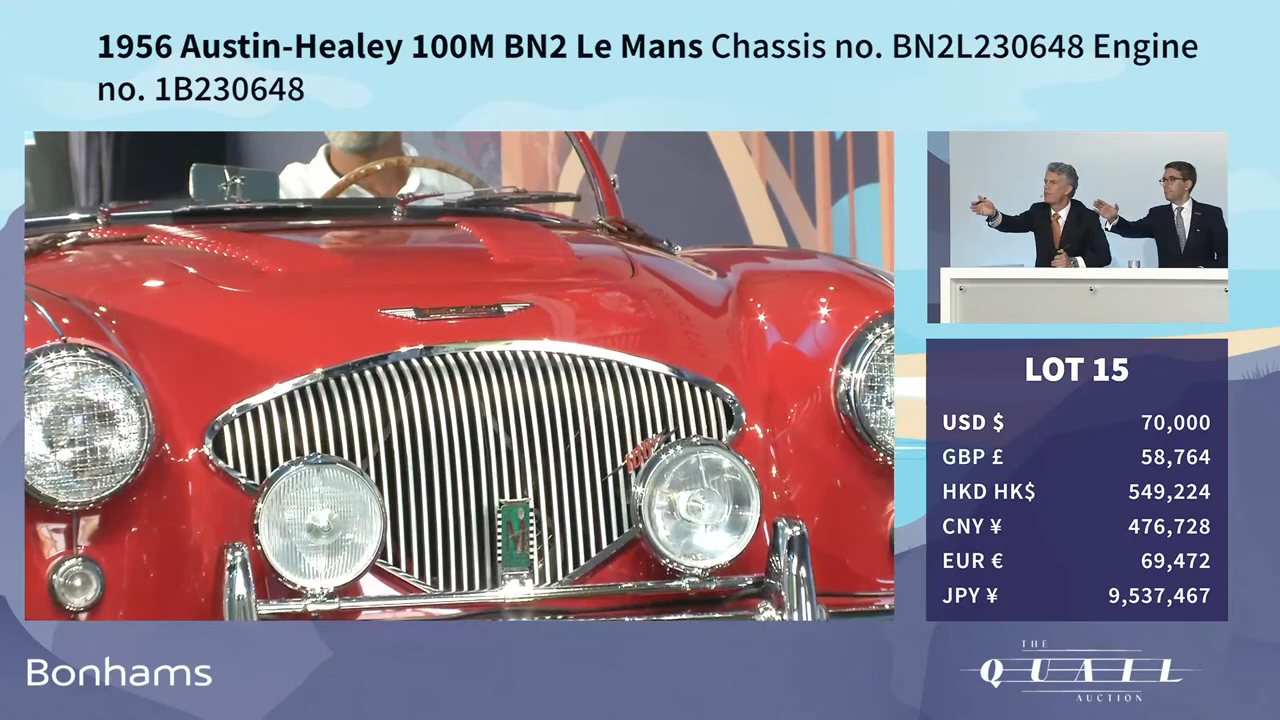 1956 Austin-Healey 100M BN2 Le Mans Chassis no. BN2L230648 Engine
no. 1B230648
LOT 15
USD $ 70,000
GBP £ 58,764
HKD HK$ 549,224
CNY ¥ 476,728
EUR € 69,472
JPY ¥ 9,537,467
Bonhams
THE
QUAIL
AUCTION